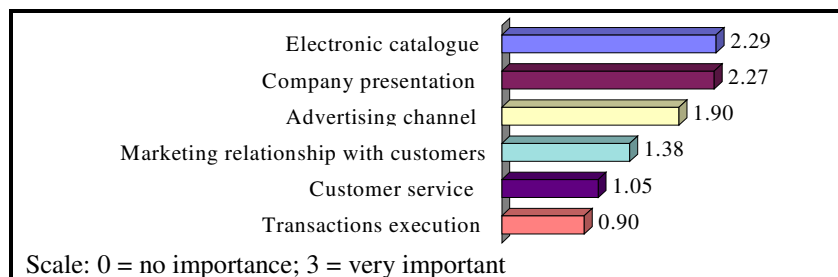 Electronic catalogue 2.29
Company presentation 2.27
Advertising channel 1.90
Marketing relationship with customers 1.38
Customer service 1.05
Transactions execution 0.90
Scale: 0 = no importance; 3 = very important